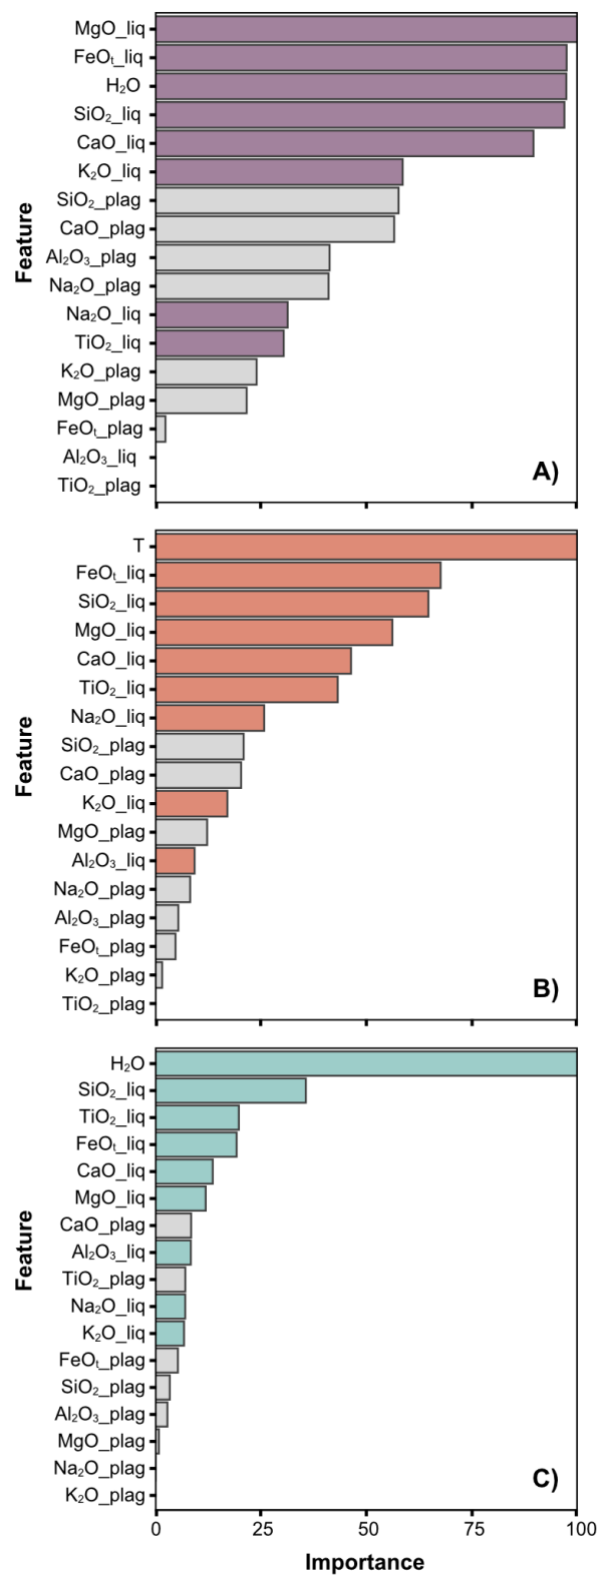 MgO_liq
FeOₜ_liq
H₂O
SiO₂_liq
CaO_liq
K₂O_liq
SiO₂_plag
CaO_plag
Al₂O₃_plag
Na₂O_plag
Na₂O_liq
TiO₂_liq
K₂O_plag
MgO_plag
FeOₜ_plag
Al₂O₃_liq
TiO₂_plag
Feature
A)
T
FeOₜ_liq
SiO₂_liq
MgO_liq
CaO_liq
TiO₂_liq
Na₂O_liq
SiO₂_plag
CaO_plag
K₂O_liq
MgO_plag
Al₂O₃_liq
Na₂O_plag
Al₂O₃_plag
FeOₜ_plag
K₂O_plag
TiO₂_plag
Feature
B)
H₂O
SiO₂_liq
TiO₂_liq
FeOₜ_liq
CaO_liq
MgO_liq
CaO_plag
Al₂O₃_liq
TiO₂_plag
Na₂O_liq
K₂O_liq
FeOₜ_plag
SiO₂_plag
Al₂O₃_plag
MgO_plag
Na₂O_plag
K₂O_plag
Feature
C)
0 25 50 75 100
Importance